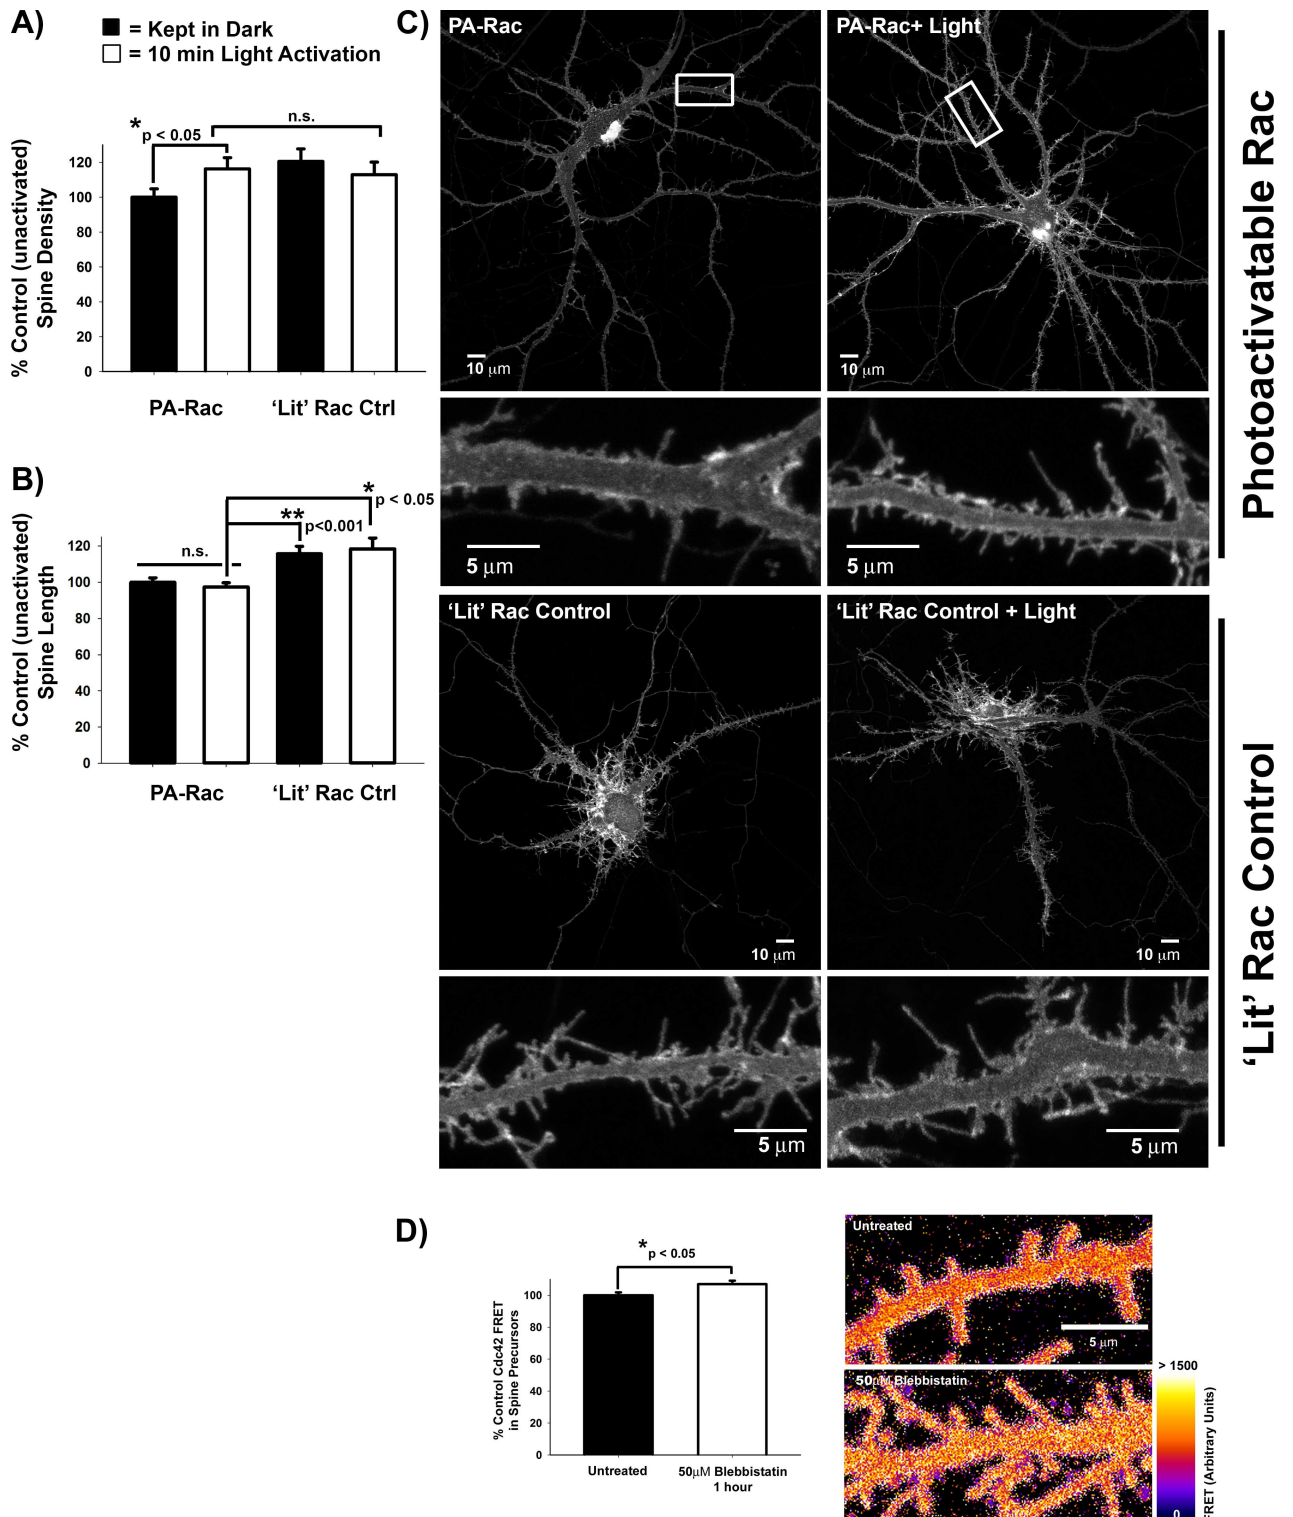 A)
= Kept in Dark
= 10 min Light Activation
% Control (unactivated)
Spine Density
* p < 0.05
n.s.
120
100
80
60
40
20
0
PA-Rac
‘Lit’ Rac Ctrl
B)
% Control (unactivated)
Spine Length
n.s.
** p<0.001
* p < 0.05
120
100
80
60
40
20
0
PA-Rac
‘Lit’ Rac Ctrl
C)
PA-Rac
10 μm
PA-Rac+ Light
10 μm
5 μm
5 μm
Photoactivatable Rac
‘Lit’ Rac Control
10 μm
‘Lit’ Rac Control + Light
10 μm
5 μm
5 μm
‘Lit’ Rac Control
D)
% Control Cdc42 FRET
in Spine Precursors
* p < 0.05
100
80
60
40
20
0
Untreated
50μM Blebbistatin
1 hour
Untreated
5 μm
50μM Blebbistatin
> 1500
0
FRET (Arbitrary Units)